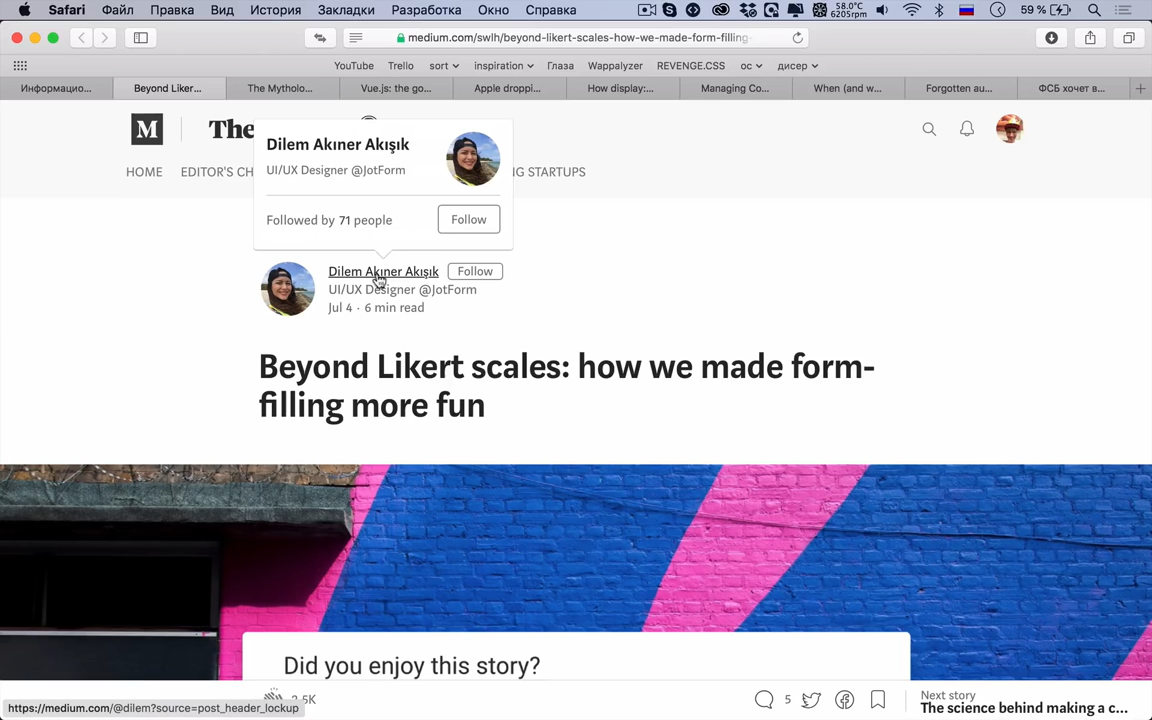 Safari Файл Правка Вид История Закладки Разработка Окно Справка 58.0°C 6205rpm 59 %
medium.com/swlh/beyond-likert-scales-how-we-made-form-filling-
YouTube Trello sort inspiration Глаза Wappalyzer REVENGE.CSS ос дисер
Информацио... Beyond Liker... The Mytholo... Vue.js: the go... Apple droppi... How display:... Managing Co... When (and w... Forgotten au... ФСБ хочет в...
M The
Dilem Akıner Akışık
UI/UX Designer @JotForm
HOME EDITOR'S CH G STARTUPS
Followed by 71 people Follow
Dilem Akıner Akışık Follow
UI/UX Designer @JotForm
Jul 4 · 6 min read
Beyond Likert scales: how we made form-
filling more fun
Did you enjoy this story?
5
Next story
The science behind making a c...
https://medium.com/@dilem?source=post_header_lockup